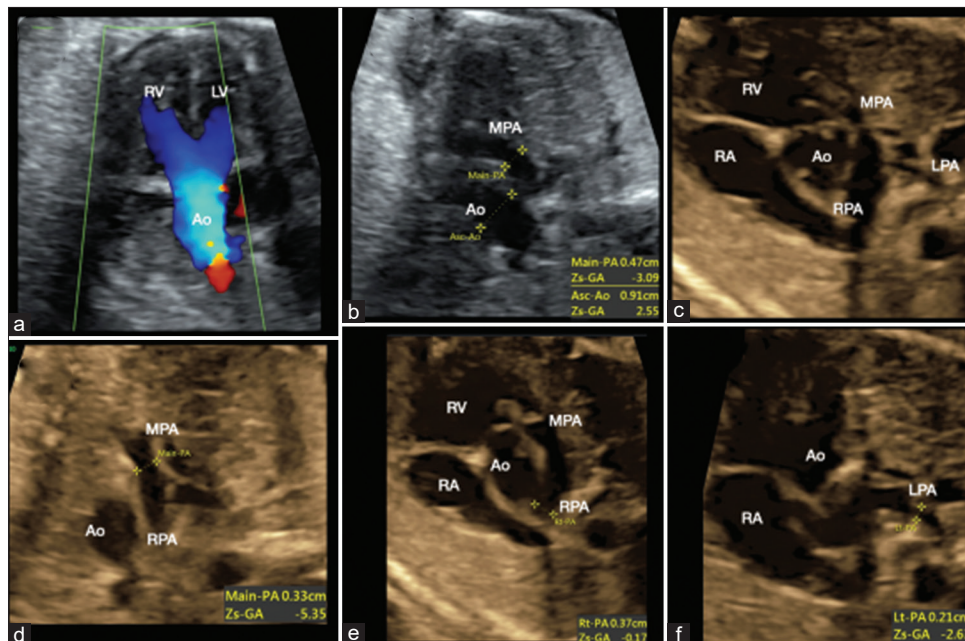 RV LV
Ao
a
MPA
Main-PA
Ao
Asc-Ao
Main-PA 0.47cm
Zs-GA -3.09
Asc-Ao 0.91cm
Zs-GA 2.55
b
RV
MPA
RA
Ao
LPA
RPA
c
MPA
Main-PA
Ao
RPA
Main-PA 0.33cm
Zs-GA -5.35
d
RV
MPA
Ao
RA
RPA
Rt-PA
Rt-PA 0.37cm
Zs-GA -0.17
e
Ao
LPA
RA
Lt-PA 0.21cm
Zs-GA -2.6
f